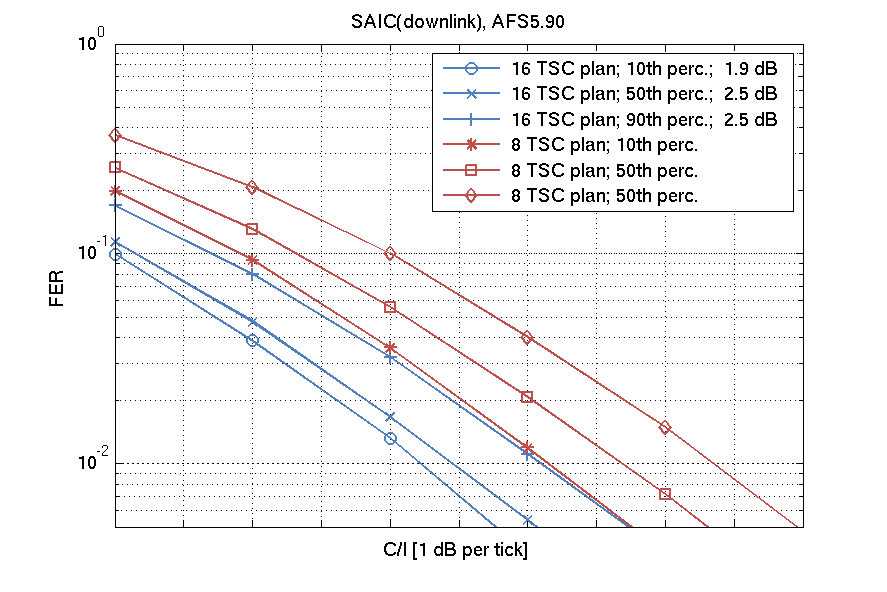 SAIC(downlink), AFS5.90
10^0
16 TSC plan; 10th perc.; 1.9 dB
16 TSC plan; 50th perc.; 2.5 dB
16 TSC plan; 90th perc.; 2.5 dB
8 TSC plan; 10th perc.
8 TSC plan; 50th perc.
8 TSC plan; 50th perc.
10^-1
FER
10^-2
C/I [1 dB per tick]